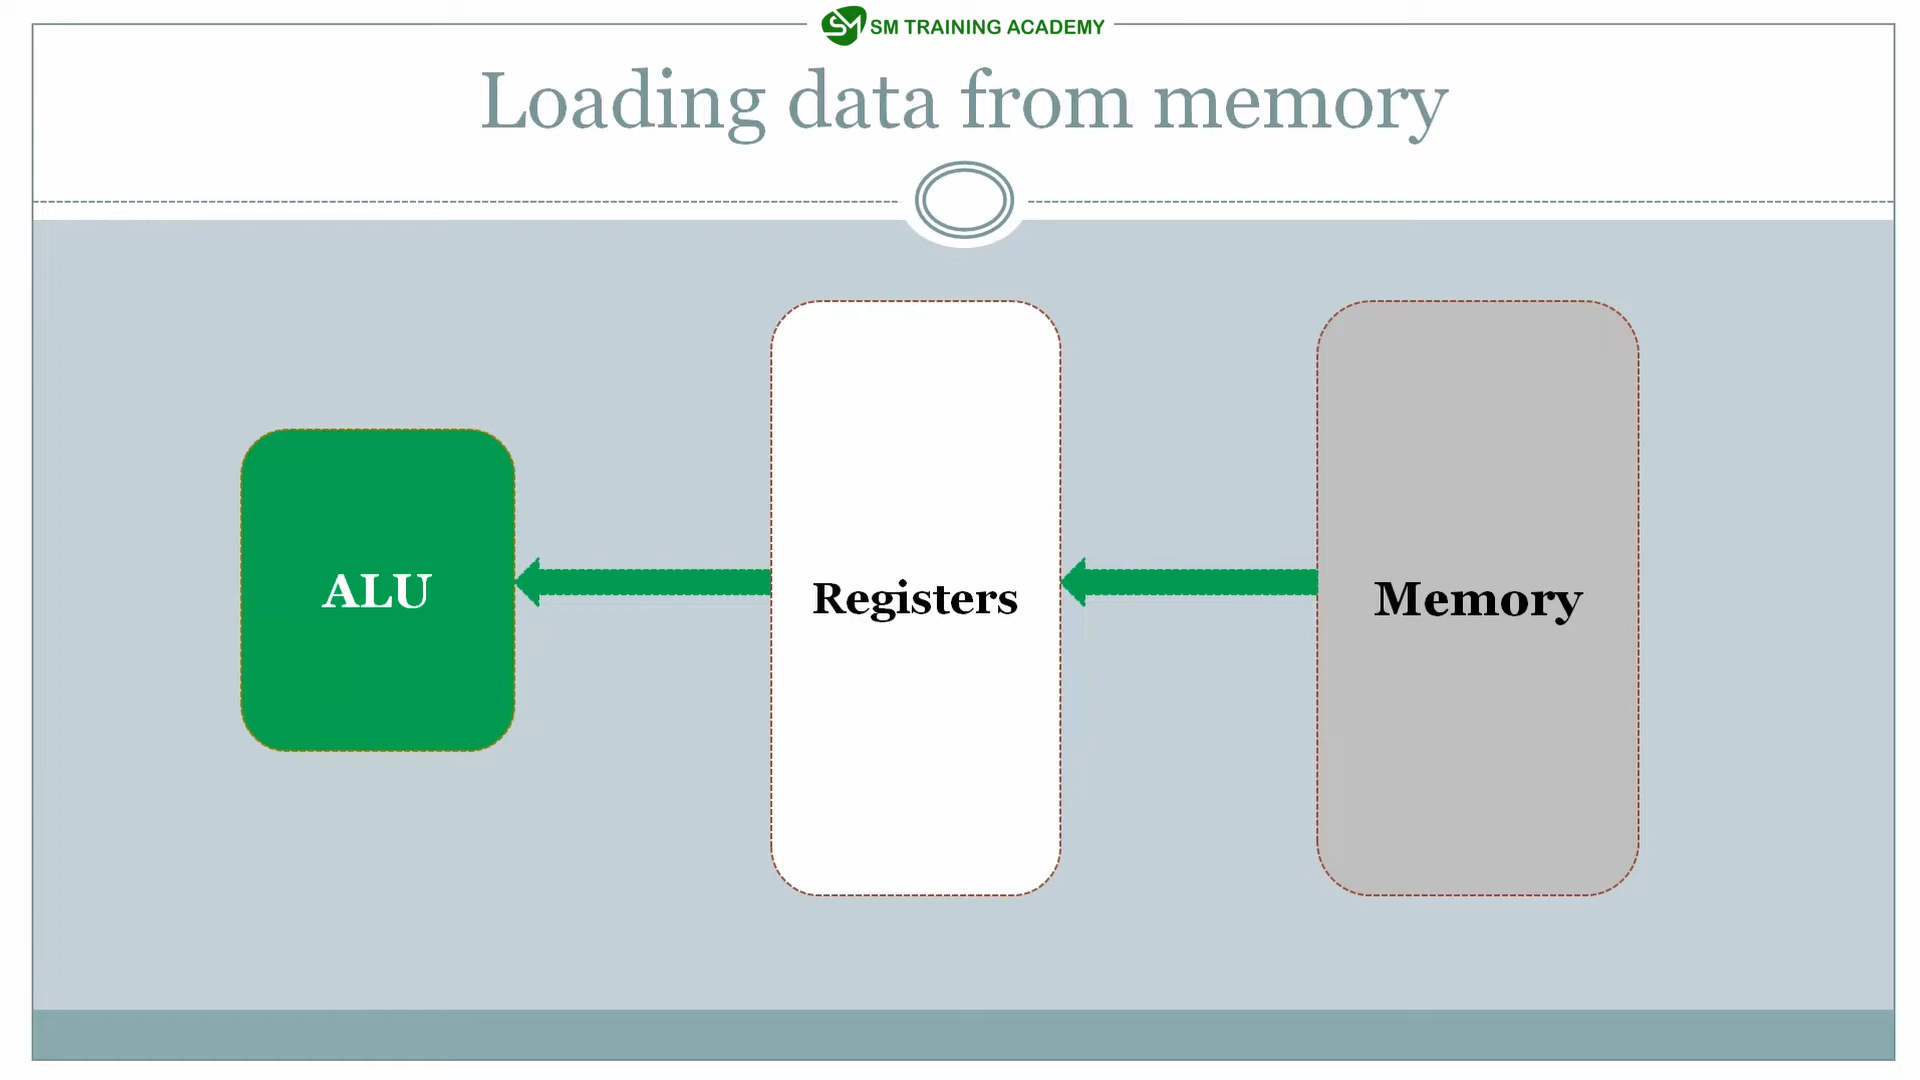 SM TRAINING ACADEMY
Loading data from memory
ALU
Registers
Memory